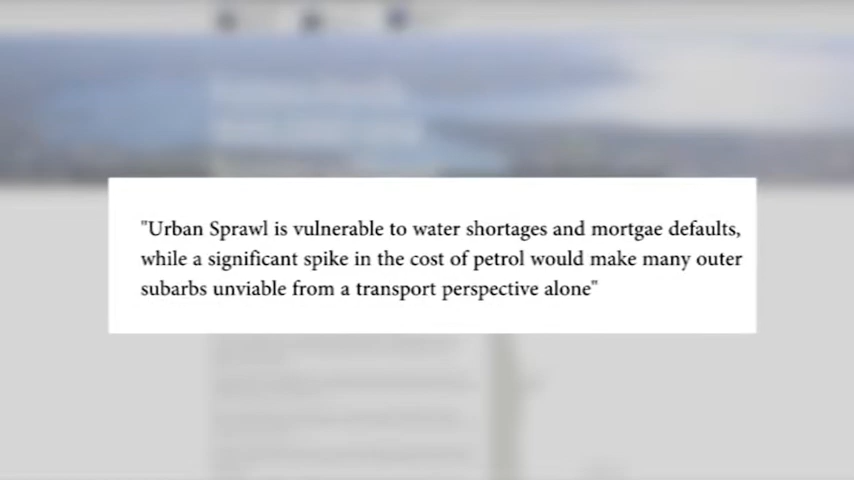 "Urban Sprawl is vulnerable to water shortages and mortgae defaults,
while a significant spike in the cost of petrol would make many outer
subarbs unviable from a transport perspective alone"